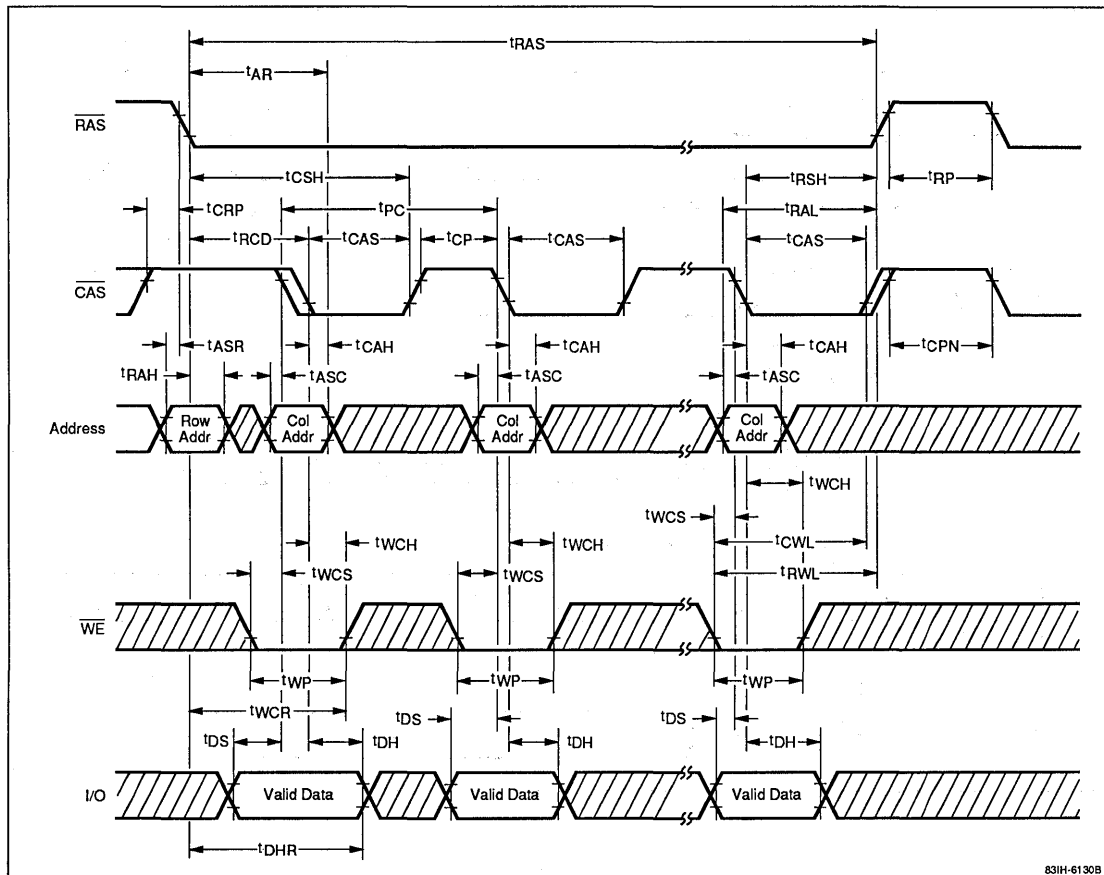 tRAS
tAR
RAS
tCSH
tRSH
tRP
tCRP
tPC
tRAL
tRCD
tCAS
tCP
tCAS
tCAS
CAS
tASR
tCAH
tCAH
tCAH
tCPN
tRAH
tASC
tASC
tASC
Address
Row Addr
Col Addr
Col Addr
Col Addr
tWCH
tWCS
tWCH
tWCH
tCWL
tWCS
tWCS
tRWL
WE
tWP
tWP
tWP
tWCR
tDS
tDS
tDS
tDH
tDH
tDH
I/O
Valid Data
Valid Data
Valid Data
tDHR
83IH-6130B